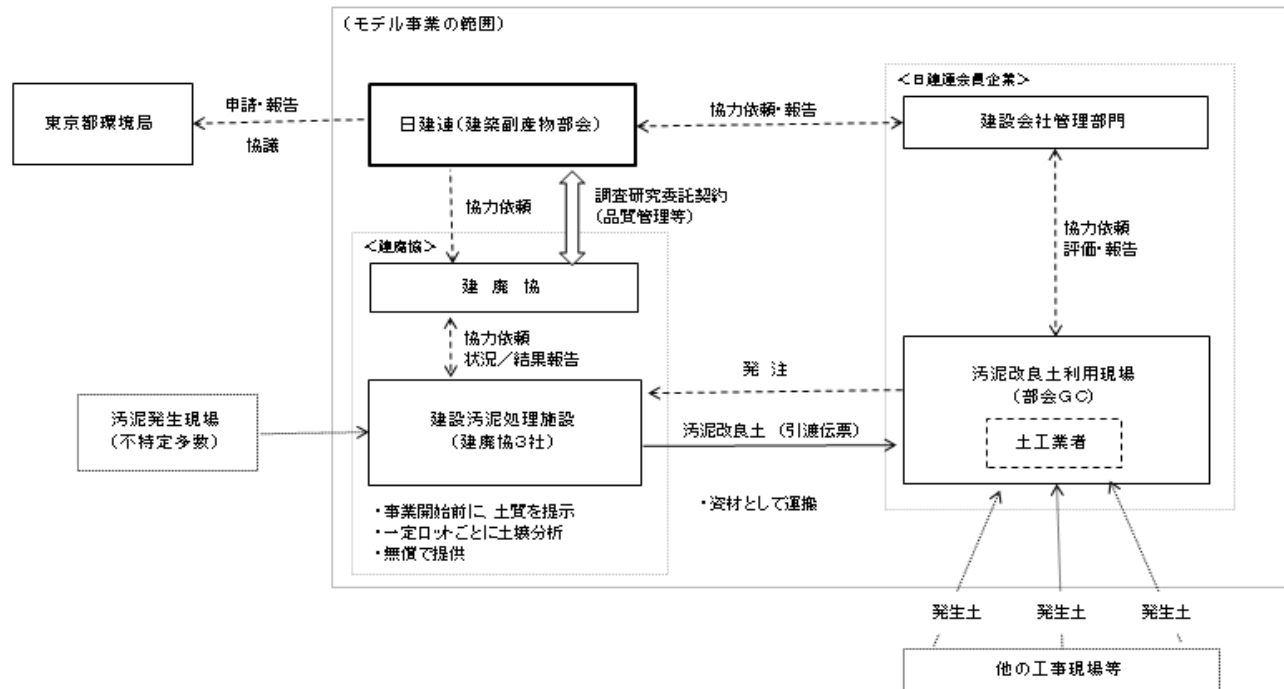 (モデル事業の範囲)
<日建連会員企業>
東京都環境局
申請・報告
協議
日建連(建築副産物部会)
協力依頼・報告
建設会社管理部門
協力依頼
調査研究委託契約
(品質管理等)
協力依頼
評価・報告
<建廃協>
建 廃 協
協力依頼
状況/結果報告
発 注
汚泥改良土利用現場
(部会GC)
土工業者
汚泥発生現場
(不特定多数)
建設汚泥処理施設
(建廃協3社)
汚泥改良土 (引渡伝票)
・資材として運搬
・事業開始前に、土質を提示
・一定ロットごとに土壌分析
・無償で提供
発生土
発生土
発生土
他の工事現場等